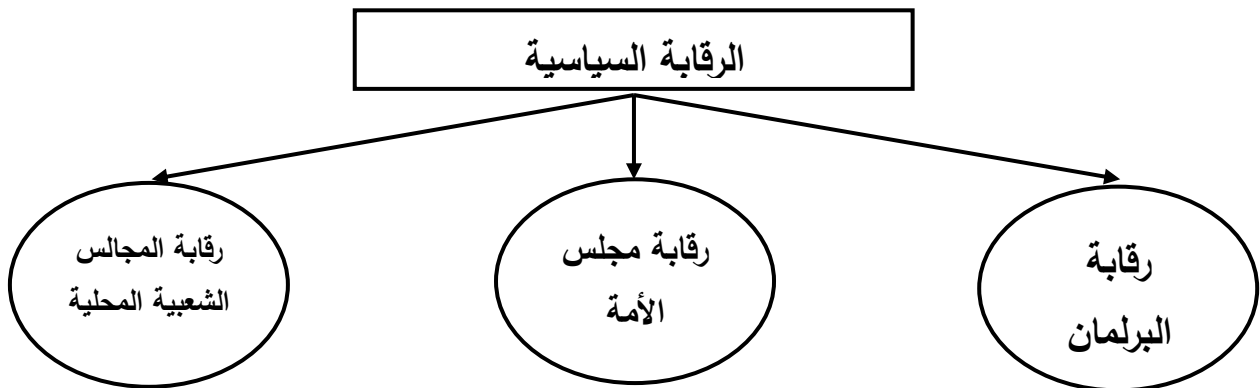 الرقابة السياسية
رقابة
البرلمان
رقابة مجلس
الأمة
رقابة المجالس
الشعبية المحلية